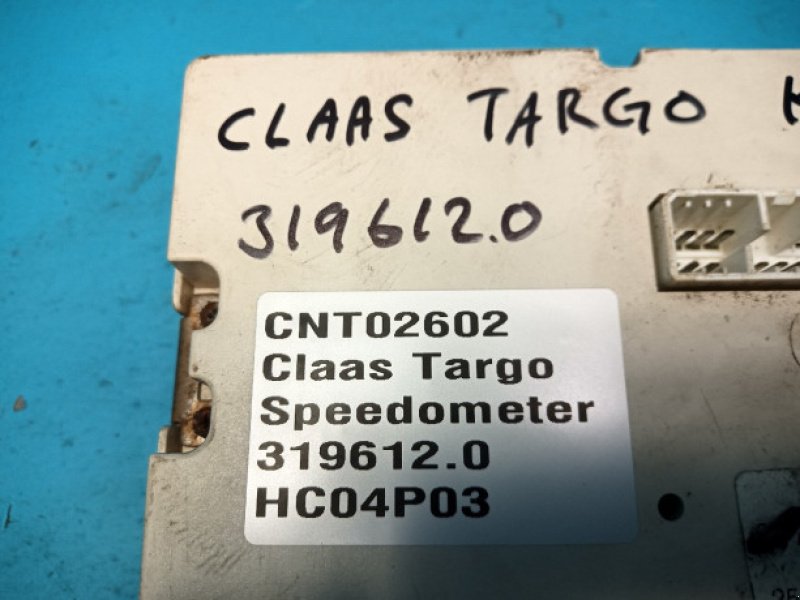 CLAAS TARGO
319612.0
CNT02602
Claas Targo
Speedometer
319612.0
HC04P03